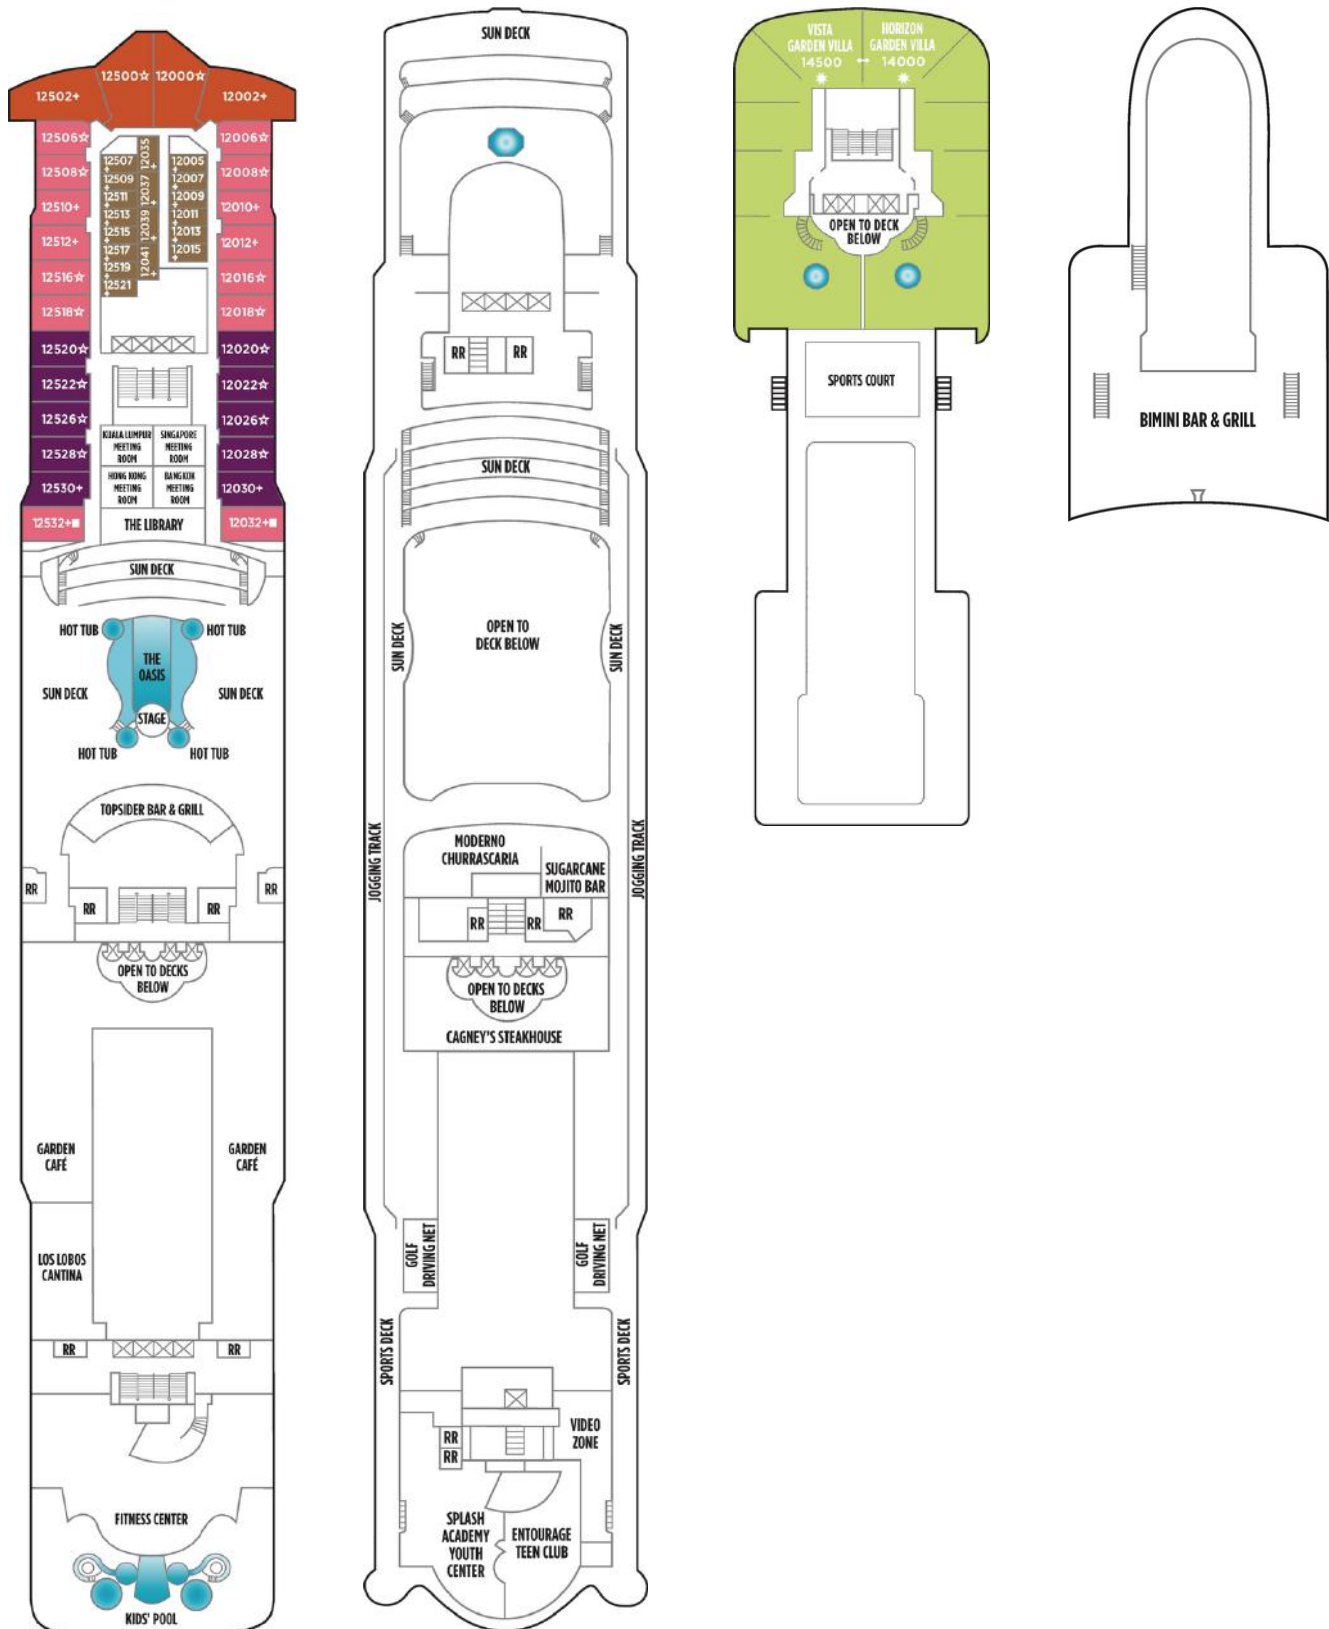 12500☆ 12000☆
12502+ 12002+
12506☆ 12006☆
12508☆ 12008☆
12510+ 12010+
12512+ 12012+
12516☆ 12016☆
12518☆ 12018☆
12520☆ 12020☆
12522☆ 12022☆
12526☆ 12026☆
12528☆ 12028☆
12530+ 12030+
12532+■ 12032+■
12507
+
12509
+
12511
+
12513
+
12515
+
12517
+
12519
+
12521
+
12035
+
12037
+
12039
+
12041
+
12005
+
12007
+
12009
+
12011
+
12013
+
12015
+
KUALA LUMPUR
MEETING
ROOM
SINGAPORE
MEETING
ROOM
HONG KONG
MEETING
ROOM
BANGKOK
MEETING
ROOM
THE LIBRARY
SUN DECK
HOT TUB
HOT TUB
THE
OASIS
SUN DECK
SUN DECK
STAGE
HOT TUB
HOT TUB
TOPSIDER BAR & GRILL
RR
RR
RR
RR
OPEN TO DECKS
BELOW
GARDEN
CAFÉ
GARDEN
CAFÉ
LOS LOBOS
CANTINA
RR
RR
FITNESS CENTER
KIDS' POOL
SUN DECK
RR
RR
SUN DECK
OPEN TO
DECK BELOW
SUN DECK
SUN DECK
JOGGING TRACK
JOGGING TRACK
MODERNO
CHURRASCARIA
SUGARCANE
MOJITO BAR
RR
RR
RR
OPEN TO DECKS
BELOW
CAGNEY'S STEAKHOUSE
GOLF
DRIVING NET
GOLF
DRIVING NET
SPORTS DECK
SPORTS DECK
VIDEO
ZONE
RR
RR
SPLASH
ACADEMY
YOUTH
CENTER
ENTOURAGE
TEEN CLUB
VISTA
GARDEN VILLA
14500
↔
HORIZON
GARDEN VILLA
14000
OPEN TO DECK
BELOW
SPORTS COURT
BIMINI BAR & GRILL